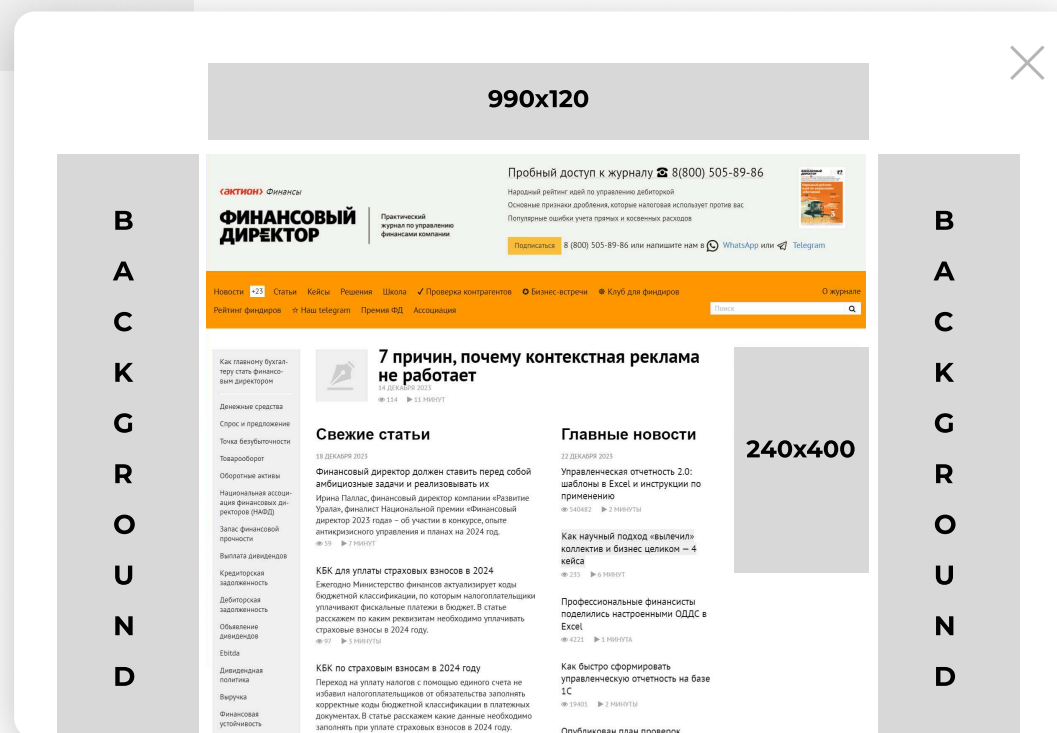 990x120
B
A
C
K
G
R
O
U
N
D
‹АКТИОН› Финансы
ФИНАНСОВЫЙ
ДИРЕКТОР
Практический
журнал по управлению
финансами компании
Пробный доступ к журналу ☎ 8(800) 505-89-86
Народный рейтинг идей по управлению дебиторкой
Основные признаки дробления, которые налоговая использует против вас
Популярные ошибки учета прямых и косвенных расходов
Подписаться 8 (800) 505-89-86 или напишите нам в WhatsApp или Telegram
Новости +23 Статьи Кейсы Решения Школа ✓ Проверка контрагентов Бизнес-встречи Клуб для финдиров О журнале
Рейтинг финдиров ☆ Наш telegram Премия ФД Ассоциация Поиск
Как главному бухгал-
теру стать финансо-
вым директором
Денежные средства
Спрос и предложение
Точка безубыточности
Товарооборот
Оборотные активы
Национальная ассоци-
ация финансовых ди-
ректоров (НАФД)
Запас финансовой
прочности
Выплата дивидендов
Кредиторская
задолженность
Дебиторская
задолженность
Объявление
дивидендов
Ebitda
Дивидендная
политика
Выручка
Финансовая
устойчивость
7 причин, почему контекстная реклама
не работает
14 ДЕКАБРЯ 2023
114 11 МИНУТ
Свежие статьи
18 ДЕКАБРЯ 2023
Финансовый директор должен ставить перед собой
амбициозные задачи и реализовывать их
Ирина Паллас, финансовый директор компании «Развитие
Урала», финалист Национальной премии «Финансовый
директор 2023 года» – об участии в конкурсе, опыте
антикризисного управления и планах на 2024 год.
59 7 МИНУТ
КБК для уплаты страховых взносов в 2024
Ежегодно Министерство финансов актуализирует коды
бюджетной классификации, по которым налогоплательщики
уплачивают фискальные платежи в бюджет. В статье
расскажем по каким реквизитам необходимо уплачивать
страховые взносы в 2024 году.
97 3 МИНУТЫ
КБК по страховым взносам в 2024 году
Переход на уплату налогов с помощью единого счета не
избавил налогоплательщиков от обязательства заполнять
корректные коды бюджетной классификации в платежных
документах. В статье расскажем какие данные необходимо
заполнять при уплате страховых взносов в 2024 году.
Главные новости
22 ДЕКАБРЯ 2023
Управленческая отчетность 2.0:
шаблоны в Excel и инструкции по
применению
540482 2 МИНУТЫ
Как научный подход «вылечил»
коллектив и бизнес целиком — 4
кейса
235 6 МИНУТ
Профессиональные финансисты
поделились настроенными ОДДС в
Excel
4221 1 МИНУТА
Как быстро сформировать
управленческую отчетность на базе
1С
19401 2 МИНУТЫ
Опубликован план проверок
240x400
B
A
C
K
G
R
O
U
N
D